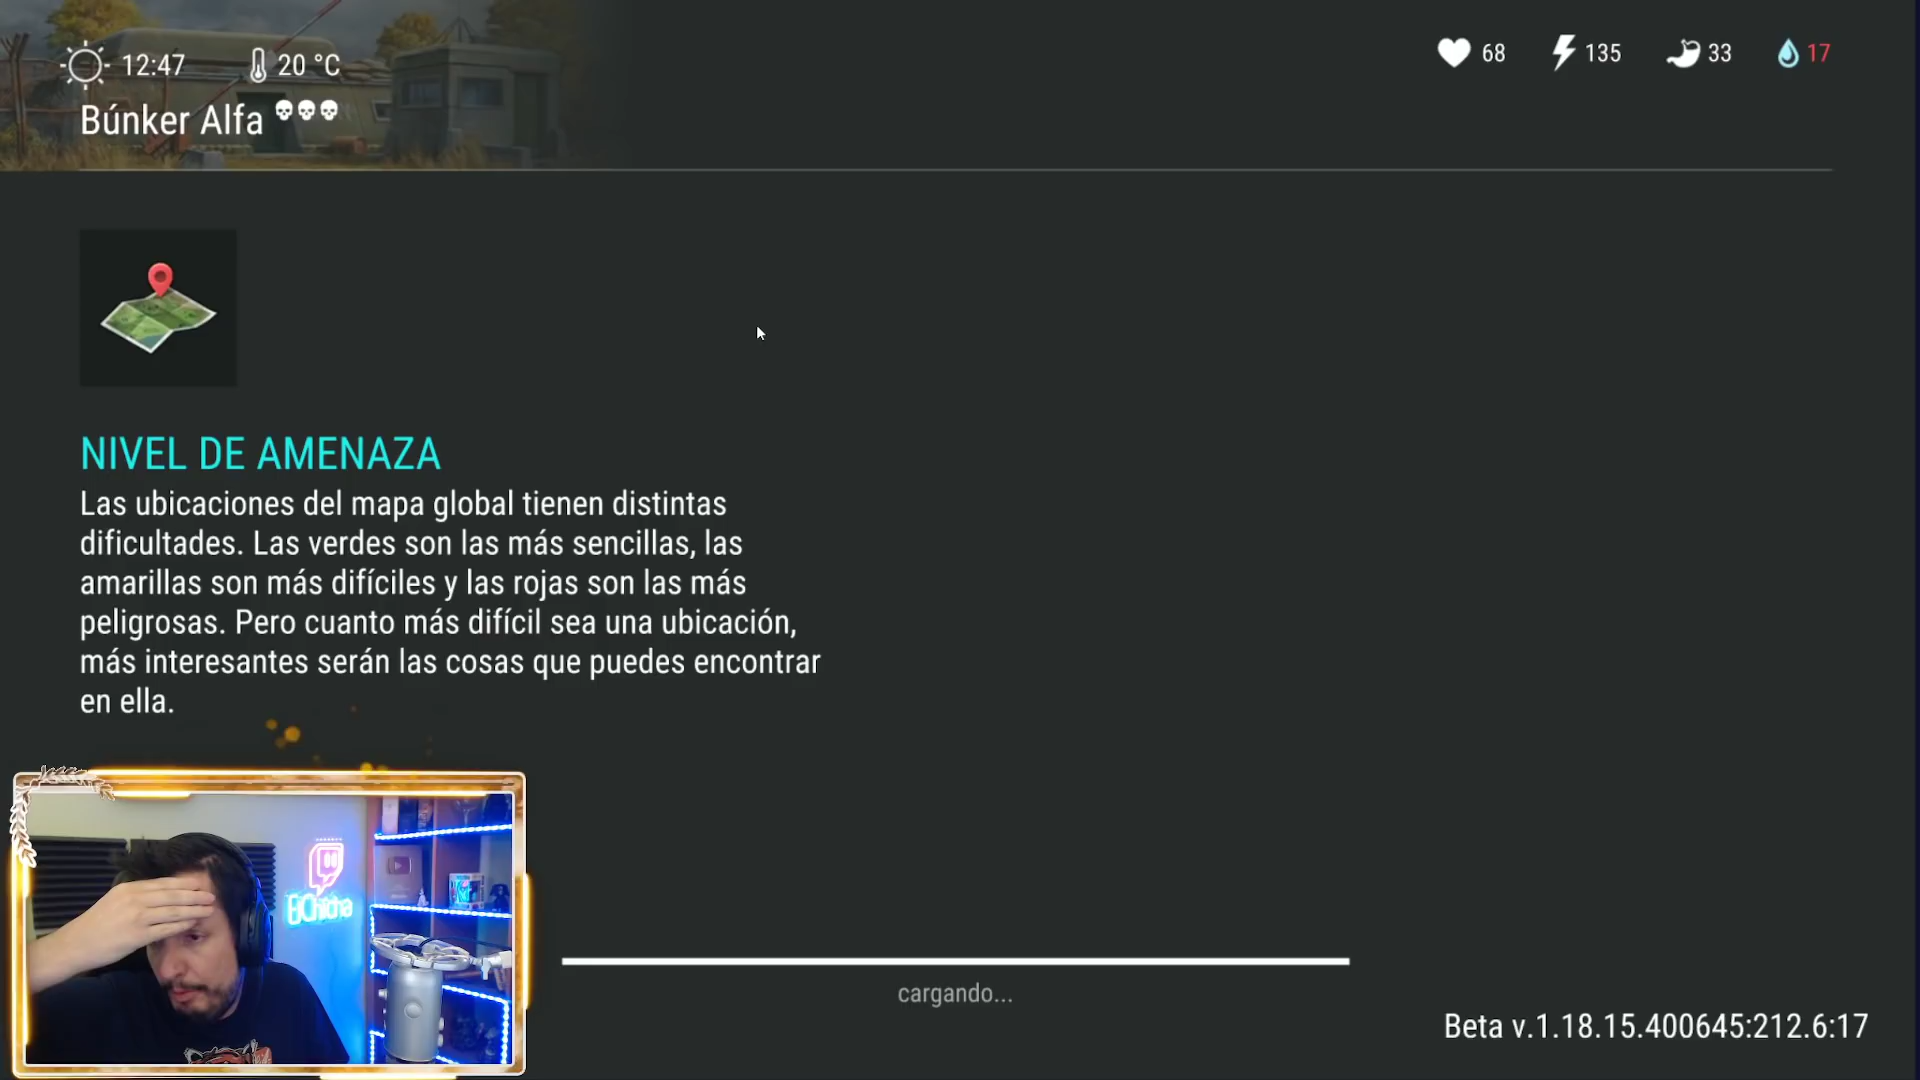 12:47 20 °C
68 135 33 17
Búnker Alfa
NIVEL DE AMENAZA
Las ubicaciones del mapa global tienen distintas
dificultades. Las verdes son las más sencillas, las
amarillas son más difíciles y las rojas son las más
peligrosas. Pero cuanto más difícil sea una ubicación,
más interesantes serán las cosas que puedes encontrar
en ella.
cargando...
Beta v.1.18.15.400645:212.6:17